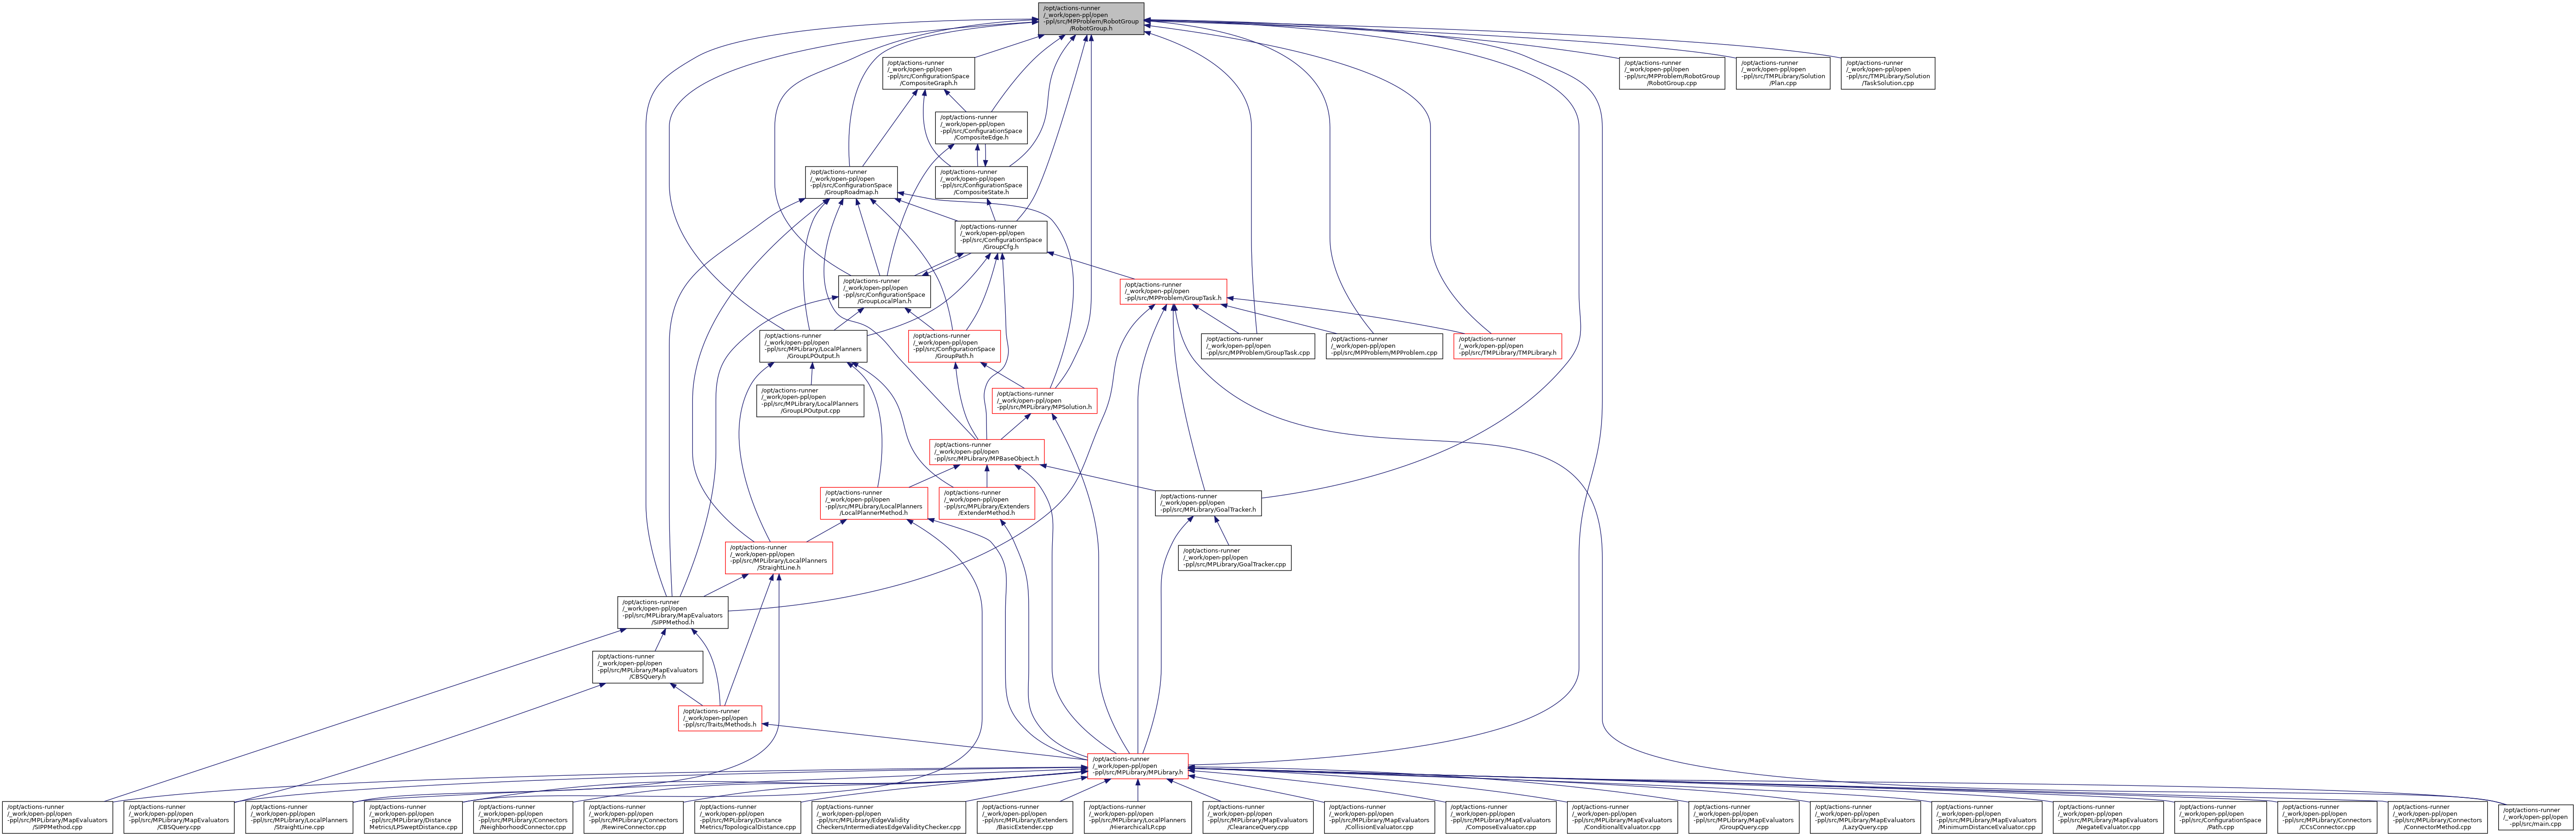 /opt/actions-runner
/_work/open-ppl/open
-ppl/src/MPProblem/RobotGroup
/RobotGroup.h
/opt/actions-runner
/_work/open-ppl/open
-ppl/src/ConfigurationSpace
/CompositeGraph.h
/opt/actions-runner
/_work/open-ppl/open
-ppl/src/MPProblem/RobotGroup
/RobotGroup.cpp
/opt/actions-runner
/_work/open-ppl/open
-ppl/src/TMPLibrary/Solution
/Plan.cpp
/opt/actions-runner
/_work/open-ppl/open
-ppl/src/TMPLibrary/Solution
/TaskSolution.cpp
/opt/actions-runner
/_work/open-ppl/open
-ppl/src/ConfigurationSpace
/CompositeEdge.h
/opt/actions-runner
/_work/open-ppl/open
-ppl/src/ConfigurationSpace
/GroupRoadmap.h
/opt/actions-runner
/_work/open-ppl/open
-ppl/src/ConfigurationSpace
/CompositeState.h
/opt/actions-runner
/_work/open-ppl/open
-ppl/src/ConfigurationSpace
/GroupCfg.h
/opt/actions-runner
/_work/open-ppl/open
-ppl/src/ConfigurationSpace
/GroupLocalPlan.h
/opt/actions-runner
/_work/open-ppl/open
-ppl/src/MPProblem/GroupTask.h
/opt/actions-runner
/_work/open-ppl/open
-ppl/src/MPLibrary/LocalPlanners
/GroupLPOutput.h
/opt/actions-runner
/_work/open-ppl/open
-ppl/src/ConfigurationSpace
/GroupPath.h
/opt/actions-runner
/_work/open-ppl/open
-ppl/src/MPProblem/GroupTask.cpp
/opt/actions-runner
/_work/open-ppl/open
-ppl/src/MPProblem/MPProblem.cpp
/opt/actions-runner
/_work/open-ppl/open
-ppl/src/TMPLibrary/TMPLibrary.h
/opt/actions-runner
/_work/open-ppl/open
-ppl/src/MPLibrary/LocalPlanners
/GroupLPOutput.cpp
/opt/actions-runner
/_work/open-ppl/open
-ppl/src/MPLibrary/MPSolution.h
/opt/actions-runner
/_work/open-ppl/open
-ppl/src/MPLibrary/MPBaseObject.h
/opt/actions-runner
/_work/open-ppl/open
-ppl/src/MPLibrary/LocalPlanners
/LocalPlannerMethod.h
/opt/actions-runner
/_work/open-ppl/open
-ppl/src/MPLibrary/Extenders
/ExtenderMethod.h
/opt/actions-runner
/_work/open-ppl/open
-ppl/src/MPLibrary/GoalTracker.h
/opt/actions-runner
/_work/open-ppl/open
-ppl/src/MPLibrary/LocalPlanners
/StraightLine.h
/opt/actions-runner
/_work/open-ppl/open
-ppl/src/MPLibrary/GoalTracker.cpp
/opt/actions-runner
/_work/open-ppl/open
-ppl/src/MPLibrary/MapEvaluators
/SIPPMethod.h
/opt/actions-runner
/_work/open-ppl/open
-ppl/src/MPLibrary/MapEvaluators
/CBSQuery.h
/opt/actions-runner
/_work/open-ppl/open
-ppl/src/Traits/Methods.h
/opt/actions-runner
/_work/open-ppl/open
-ppl/src/MPLibrary/MPLibrary.h
/opt/actions-runner
/_work/open-ppl/open
-ppl/src/MPLibrary/MapEvaluators
/SIPPMethod.cpp
/opt/actions-runner
/_work/open-ppl/open
-ppl/src/MPLibrary/MapEvaluators
/CBSQuery.cpp
/opt/actions-runner
/_work/open-ppl/open
-ppl/src/MPLibrary/LocalPlanners
/StraightLine.cpp
/opt/actions-runner
/_work/open-ppl/open
-ppl/src/MPLibrary/Distance
Metrics/LPSweptDistance.cpp
/opt/actions-runner
/_work/open-ppl/open
-ppl/src/MPLibrary/Connectors
/NeighborhoodConnector.cpp
/opt/actions-runner
/_work/open-ppl/open
-ppl/src/MPLibrary/Connectors
/RewireConnector.cpp
/opt/actions-runner
/_work/open-ppl/open
-ppl/src/MPLibrary/Distance
Metrics/TopologicalDistance.cpp
/opt/actions-runner
/_work/open-ppl/open
-ppl/src/MPLibrary/EdgeValidity
Checkers/IntermediatesEdgeValidityChecker.cpp
/opt/actions-runner
/_work/open-ppl/open
-ppl/src/MPLibrary/Extenders
/BasicExtender.cpp
/opt/actions-runner
/_work/open-ppl/open
-ppl/src/MPLibrary/LocalPlanners
/HierarchicalLP.cpp
/opt/actions-runner
/_work/open-ppl/open
-ppl/src/MPLibrary/MapEvaluators
/ClearanceQuery.cpp
/opt/actions-runner
/_work/open-ppl/open
-ppl/src/MPLibrary/MapEvaluators
/CollisionEvaluator.cpp
/opt/actions-runner
/_work/open-ppl/open
-ppl/src/MPLibrary/MapEvaluators
/ComposeEvaluator.cpp
/opt/actions-runner
/_work/open-ppl/open
-ppl/src/MPLibrary/MapEvaluators
/ConditionalEvaluator.cpp
/opt/actions-runner
/_work/open-ppl/open
-ppl/src/MPLibrary/MapEvaluators
/GroupQuery.cpp
/opt/actions-runner
/_work/open-ppl/open
-ppl/src/MPLibrary/MapEvaluators
/LazyQuery.cpp
/opt/actions-runner
/_work/open-ppl/open
-ppl/src/MPLibrary/MapEvaluators
/MinimumDistanceEvaluator.cpp
/opt/actions-runner
/_work/open-ppl/open
-ppl/src/MPLibrary/MapEvaluators
/NegateEvaluator.cpp
/opt/actions-runner
/_work/open-ppl/open
-ppl/src/ConfigurationSpace
/Path.cpp
/opt/actions-runner
/_work/open-ppl/open
-ppl/src/MPLibrary/Connectors
/CCsConnector.cpp
/opt/actions-runner
/_work/open-ppl/open
-ppl/src/MPLibrary/Connectors
/ConnectorMethod.cpp
/opt/actions-runner
/_work/open-ppl/open
-ppl/src/main.cpp